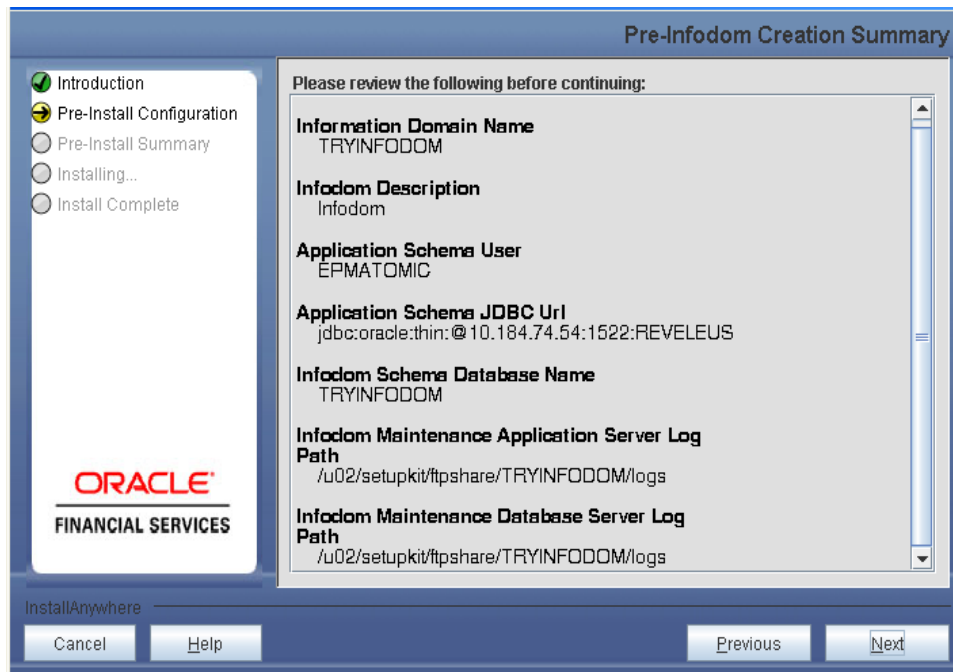 Pre-Infodom Creation Summary
Introduction
Pre-Install Configuration
Pre-Install Summary
Installing...
Install Complete
ORACLE
FINANCIAL SERVICES
Please review the following before continuing:
Information Domain Name
TRYINFODOM
Infodom Description
Infodom
Application Schema User
EPMATOMIC
Application Schema JDBC Url
jdbc:oracle:thin:@10.184.74.54:1522:REVELEUS
Infodom Schema Database Name
TRYINFODOM
Infodom Maintenance Application Server Log
Path
/u02/setupkit/ftpshare/TRYINFODOM/logs
Infodom Maintenance Database Server Log
Path
/u02/setupkit/ftpshare/TRYINFODOM/logs
InstallAnywhere
Cancel
Help
Previous
Next